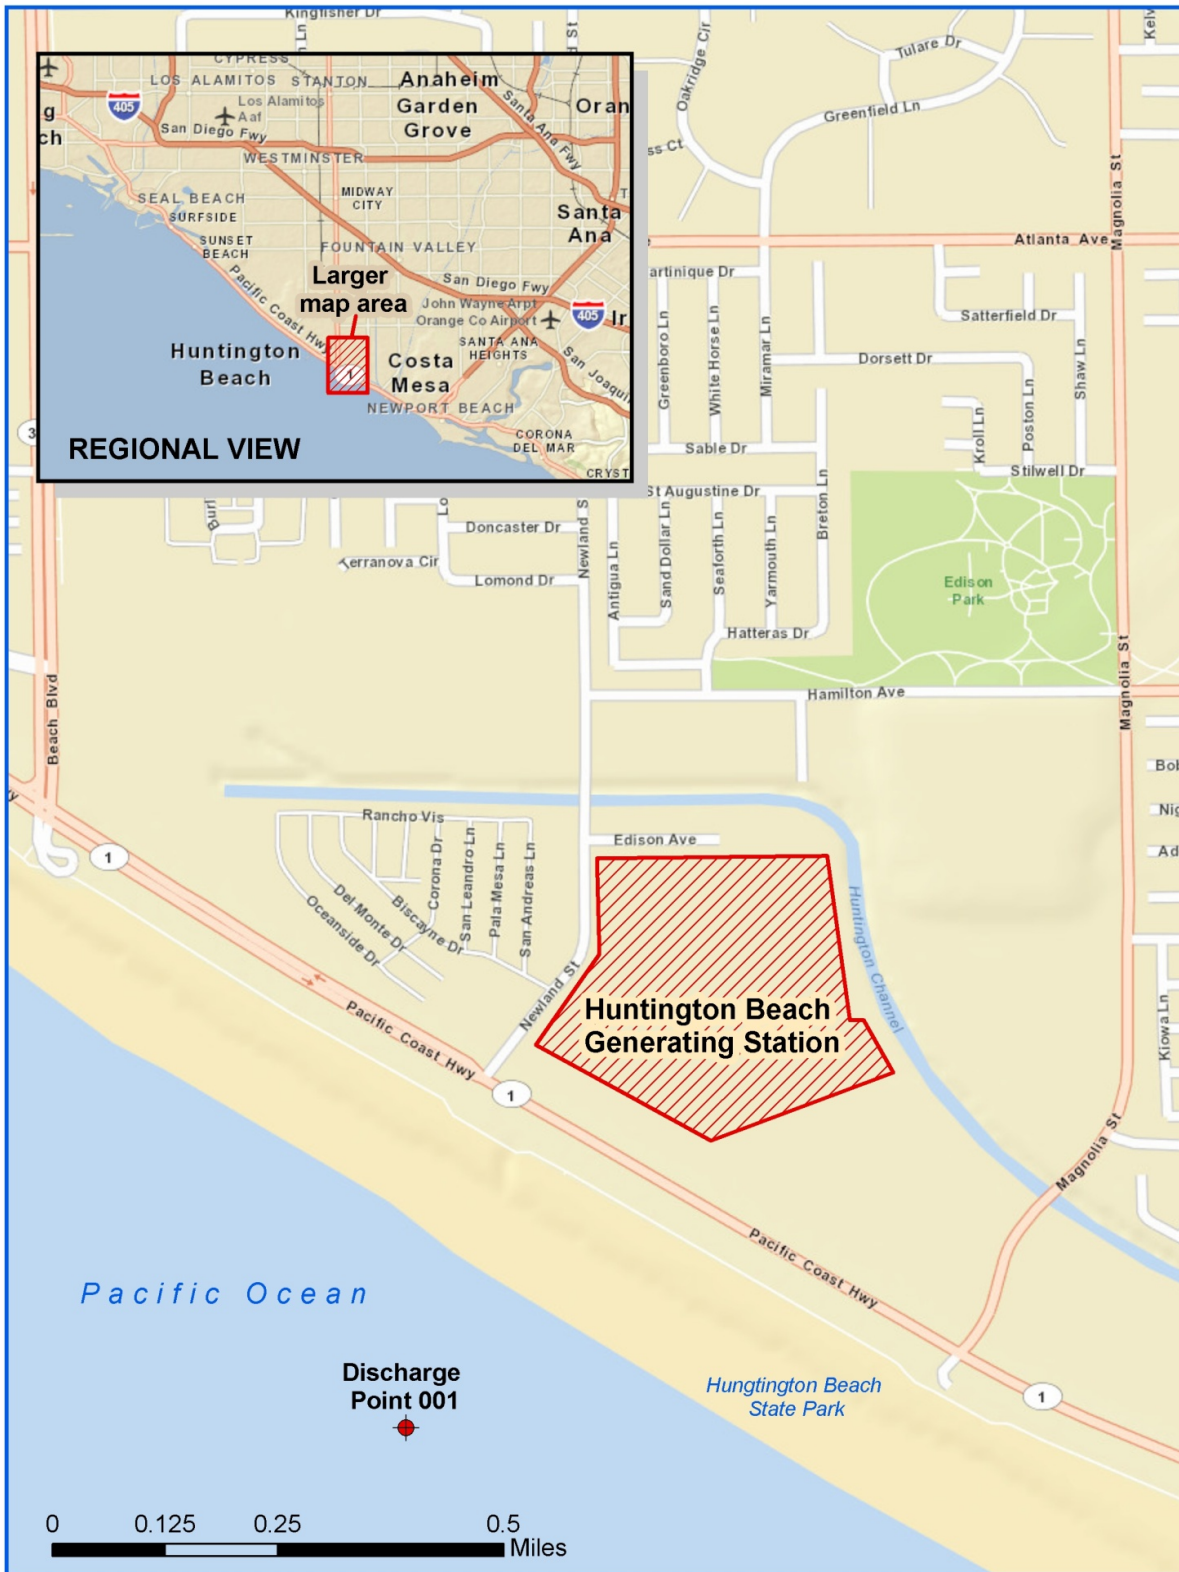 Kingfisher Dr
Tulare Dr
Oakridge Cir
Greenfield Ln
Magnolia St
Atlanta Ave
CYPRESS
LOS ALAMITOS
STANTON
Anaheim
405
Los Alamitos
Aaf
Garden
Grove
Oran
San Diego Fwy
Santa Ana Fwy
WESTMINSTER
SEAL BEACH
SURFSIDE
MIDWAY
CITY
Santa
Ana
SUNSET
BEACH
FOUNTAIN VALLEY
Pacific Coast Hwy
Larger
map area
San Diego Fwy
John Wayne Arpt
Orange Co Airport
405
Ir
Huntington
Beach
1
Costa
Mesa
SANTA ANA
HEIGHTS
San Joaquin
NEWPORT BEACH
CORONA
DEL MAR
CRYST
REGIONAL VIEW
artinique Dr
Satterfield Dr
Dorsett Dr
Greenboro Ln
White Horse Ln
Miramar Ln
Shaw Ln
Poston Ln
Kroll Ln
Sable Dr
Stilwell Dr
St Augustine Dr
Breton Ln
Doncaster Dr
Newland S
Terranova Cir
Lomond Dr
Antigua Ln
Sand Dollar Ln
Seaforth Ln
Yarmouth Ln
Edison
Park
Hatteras Dr
Magnolia St
Hamilton Ave
Beach Blvd
Rancho Vis
Edison Ave
1
Corona Dr
San Leandro Ln
Pala Mesa Ln
San Andreas Ln
Del Monte Dr
Biscayne Dr
Oceanside Dr
Huntington Channel
Newland St
Huntington Beach
Generating Station
Kiowa Ln
Pacific Coast Hwy
1
Magnolia St
Pacific Coast Hwy
Pacific Ocean
Discharge
Point 001
Hungtington Beach
State Park
1
0 0.125 0.25 0.5
Miles